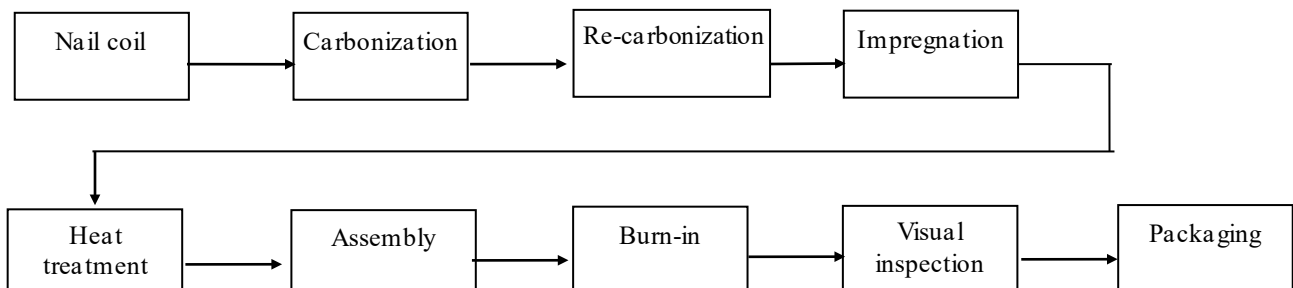 Nail coil
Carbonization
Re-carbonization
Impregnation
Heat
treatment
Assembly
Burn-in
Visual
inspection
Packaging